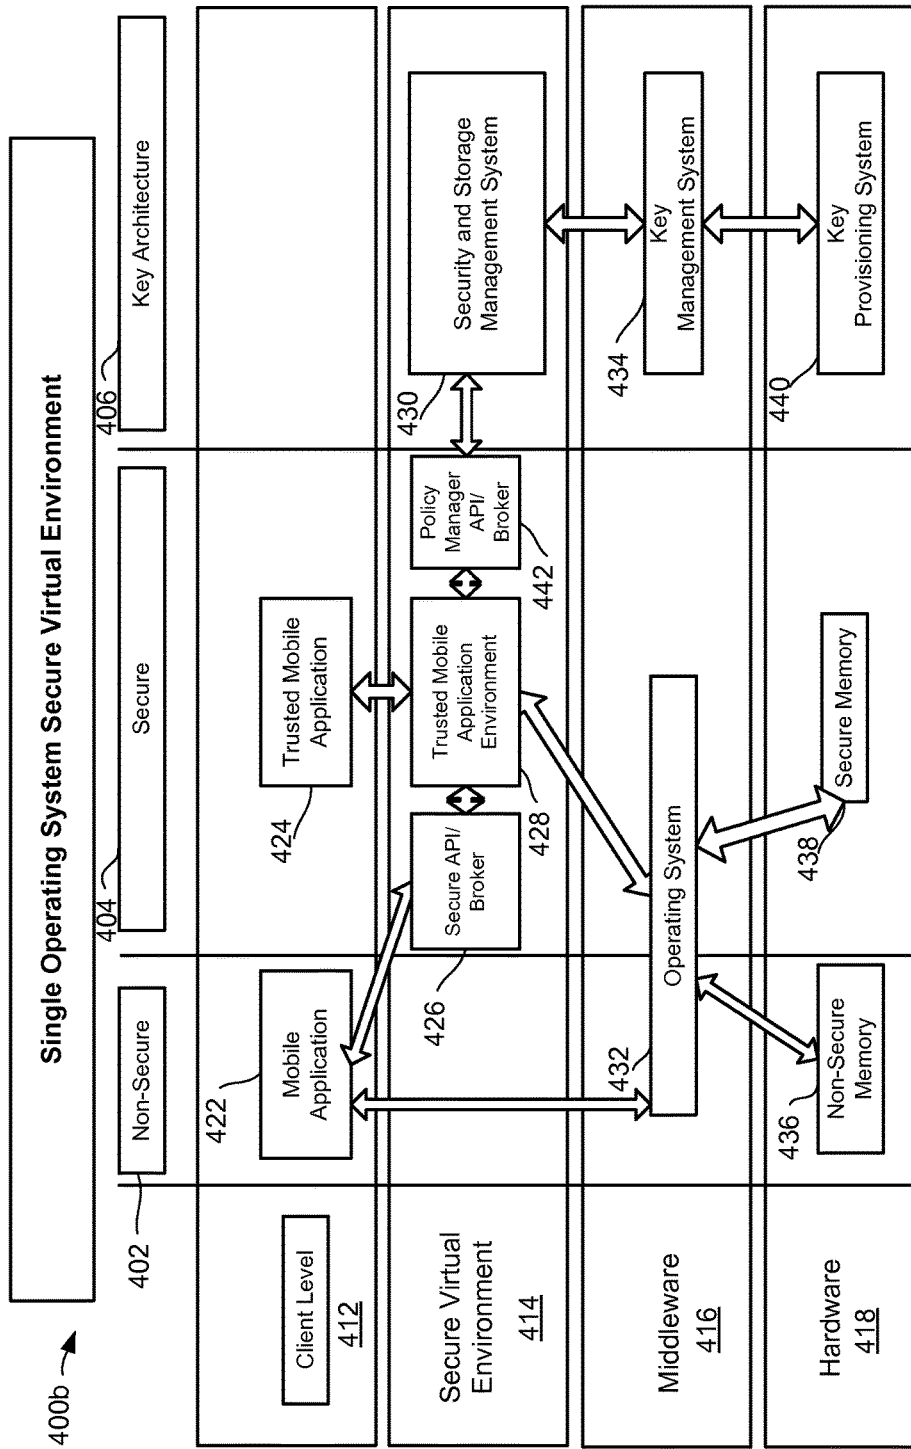 400b
Single Operating System Secure Virtual Environment
402
Non-Secure
404
Secure
406
Key Architecture
Client Level
412
422
Mobile
Application
424
Trusted Mobile
Application
Secure Virtual
Environment
414
426
Secure API/
Broker
428
Trusted Mobile
Application
Environment
442
Policy
Manager
API/
Broker
430
Security and Storage
Management System
Middleware
416
432
Operating System
434
Key
Management System
Hardware
418
436
Non-Secure
Memory
438
Secure Memory
440
Key
Provisioning System